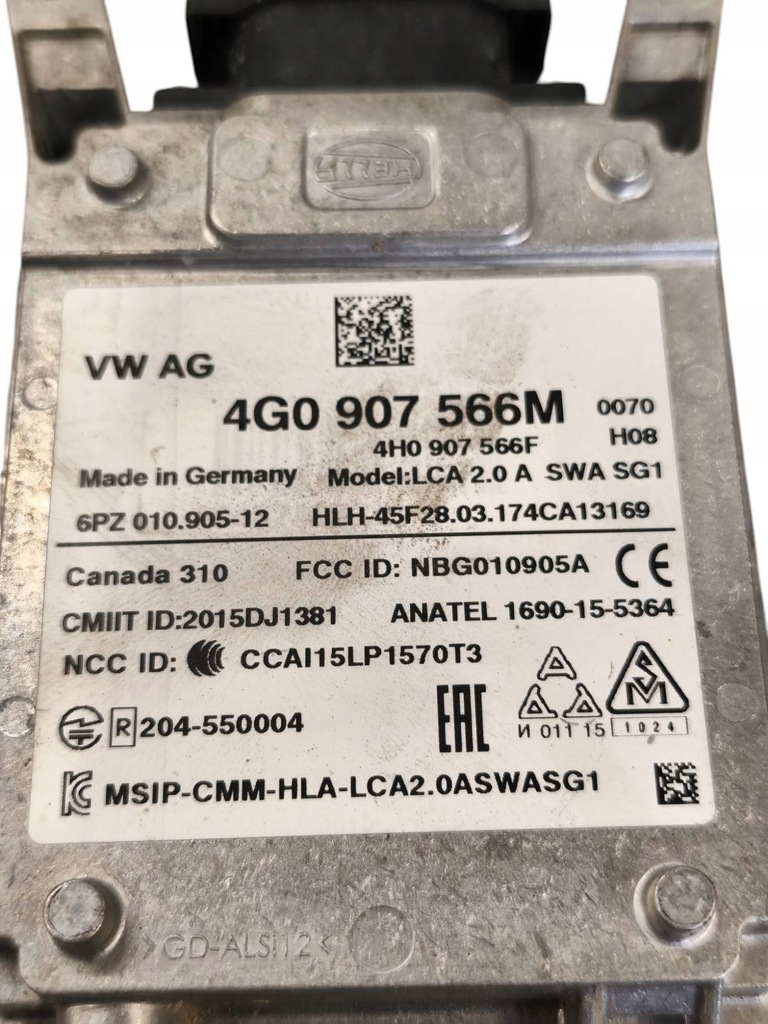 HELLA
VW AG
4G0 907 566M 0070
4H0 907 566F H08
Made in Germany Model:LCA 2.0 A SWA SG1
6PZ 010.905-12 HLH-45F28.03.174CA13169
Canada 310 FCC ID: NBG010905A CE
CMIIT ID:2015DJ1381 ANATEL 1690-15-5364
NCC ID: CCAI15LP1570T3
R 204-550004 EAC И 011 15 1024
MSIP-CMM-HLA-LCA2.0ASWASG1
>GD-ALSi12<